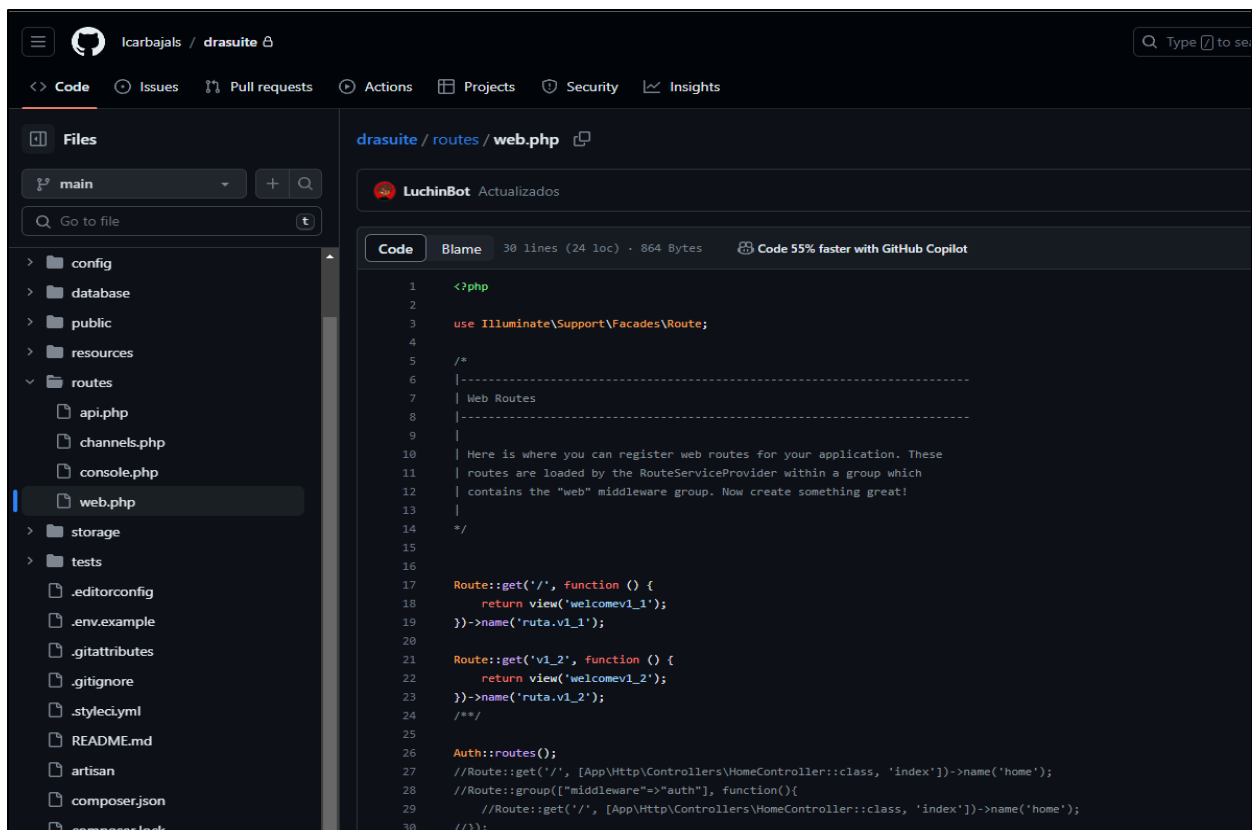 lcarbajals / drasuite
Type / to sea
Code Issues Pull requests Actions Projects Security Insights
Files
main
Go to file t
config
database
public
resources
routes
api.php
channels.php
console.php
web.php
storage
tests
.editorconfig
.env.example
.gitattributes
.gitignore
.styleci.yml
README.md
artisan
composer.json
composer.lock
drasuite / routes / web.php
LuchinBot Actualizados
Code Blame 30 lines (24 loc) · 864 Bytes Code 55% faster with GitHub Copilot
1 <?php
2
3 use Illuminate\Support\Facades\Route;
4
5 /*
6 |--------------------------------------------------------------------------
7 | Web Routes
8 |--------------------------------------------------------------------------
9 |
10 | Here is where you can register web routes for your application. These
11 | routes are loaded by the RouteServiceProvider within a group which
12 | contains the "web" middleware group. Now create something great!
13 |
14 */
15
16
17 Route::get('/', function () {
18 return view('welcomev1_1');
19 })->name('ruta.v1_1');
20
21 Route::get('v1_2', function () {
22 return view('welcomev1_2');
23 })->name('ruta.v1_2');
24 /**/
25
26 Auth::routes();
27 //Route::get('/', [App\Http\Controllers\HomeController::class, 'index'])->name('home');
28 //Route::group(["middleware"=>"auth"], function(){
29 //Route::get('/', [App\Http\Controllers\HomeController::class, 'index'])->name('home');
30 //});